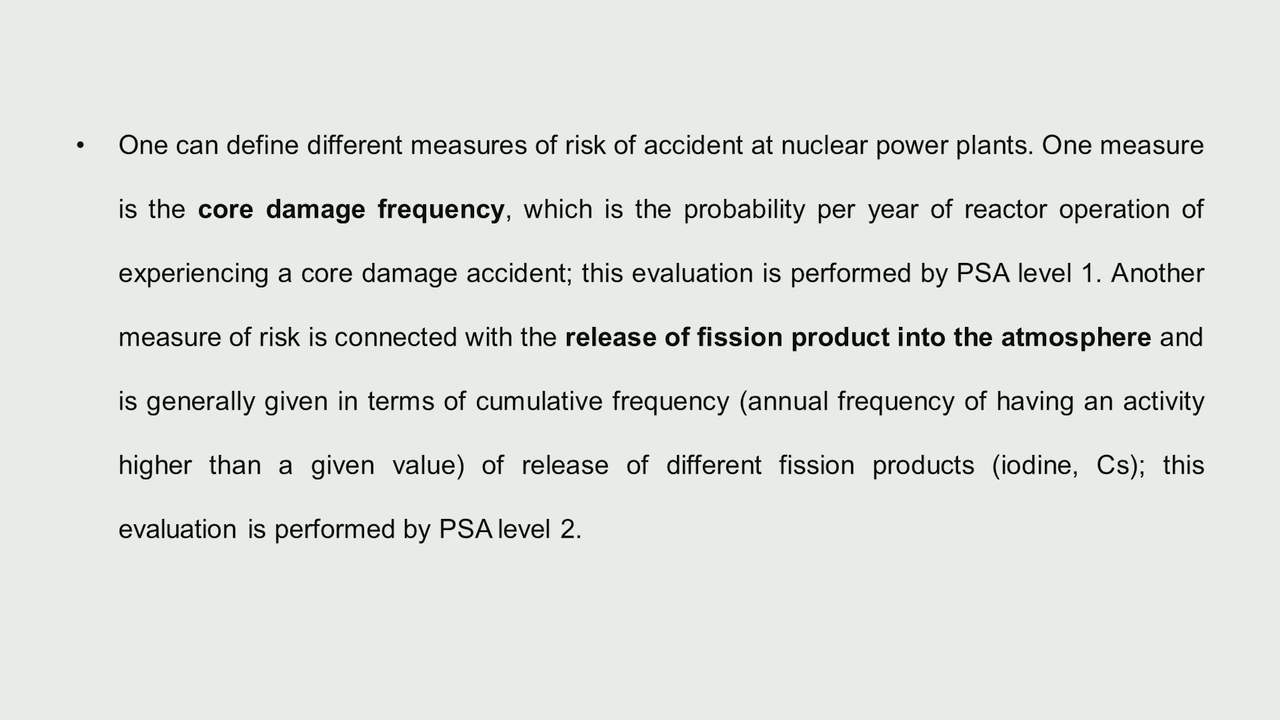 • One can define different measures of risk of accident at nuclear power plants. One measure
is the core damage frequency, which is the probability per year of reactor operation of
experiencing a core damage accident; this evaluation is performed by PSA level 1. Another
measure of risk is connected with the release of fission product into the atmosphere and
is generally given in terms of cumulative frequency (annual frequency of having an activity
higher than a given value) of release of different fission products (iodine, Cs); this
evaluation is performed by PSA level 2.